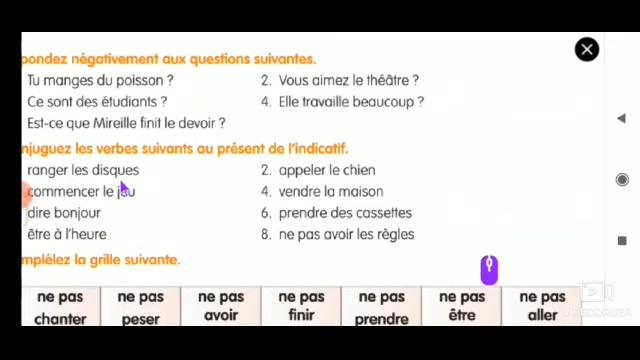 pondez négativement aux questions suivantes.
Tu manges du poisson ? 2. Vous aimez le théâtre ?
Ce sont des étudiants ? 4. Elle travaille beaucoup ?
Est-ce que Mireille finit le devoir ?
njuguez les verbes suivants au présent de l'indicatif.
ranger les disques 2. appeler le chien
commencer le jeu 4. vendre la maison
dire bonjour 6. prendre des cassettes
être à l'heure 8. ne pas avoir les règles
mplélez la grille suivante.
ne pas chanter
ne pas peser
ne pas avoir
ne pas finir
ne pas prendre
ne pas être
ne pas aller